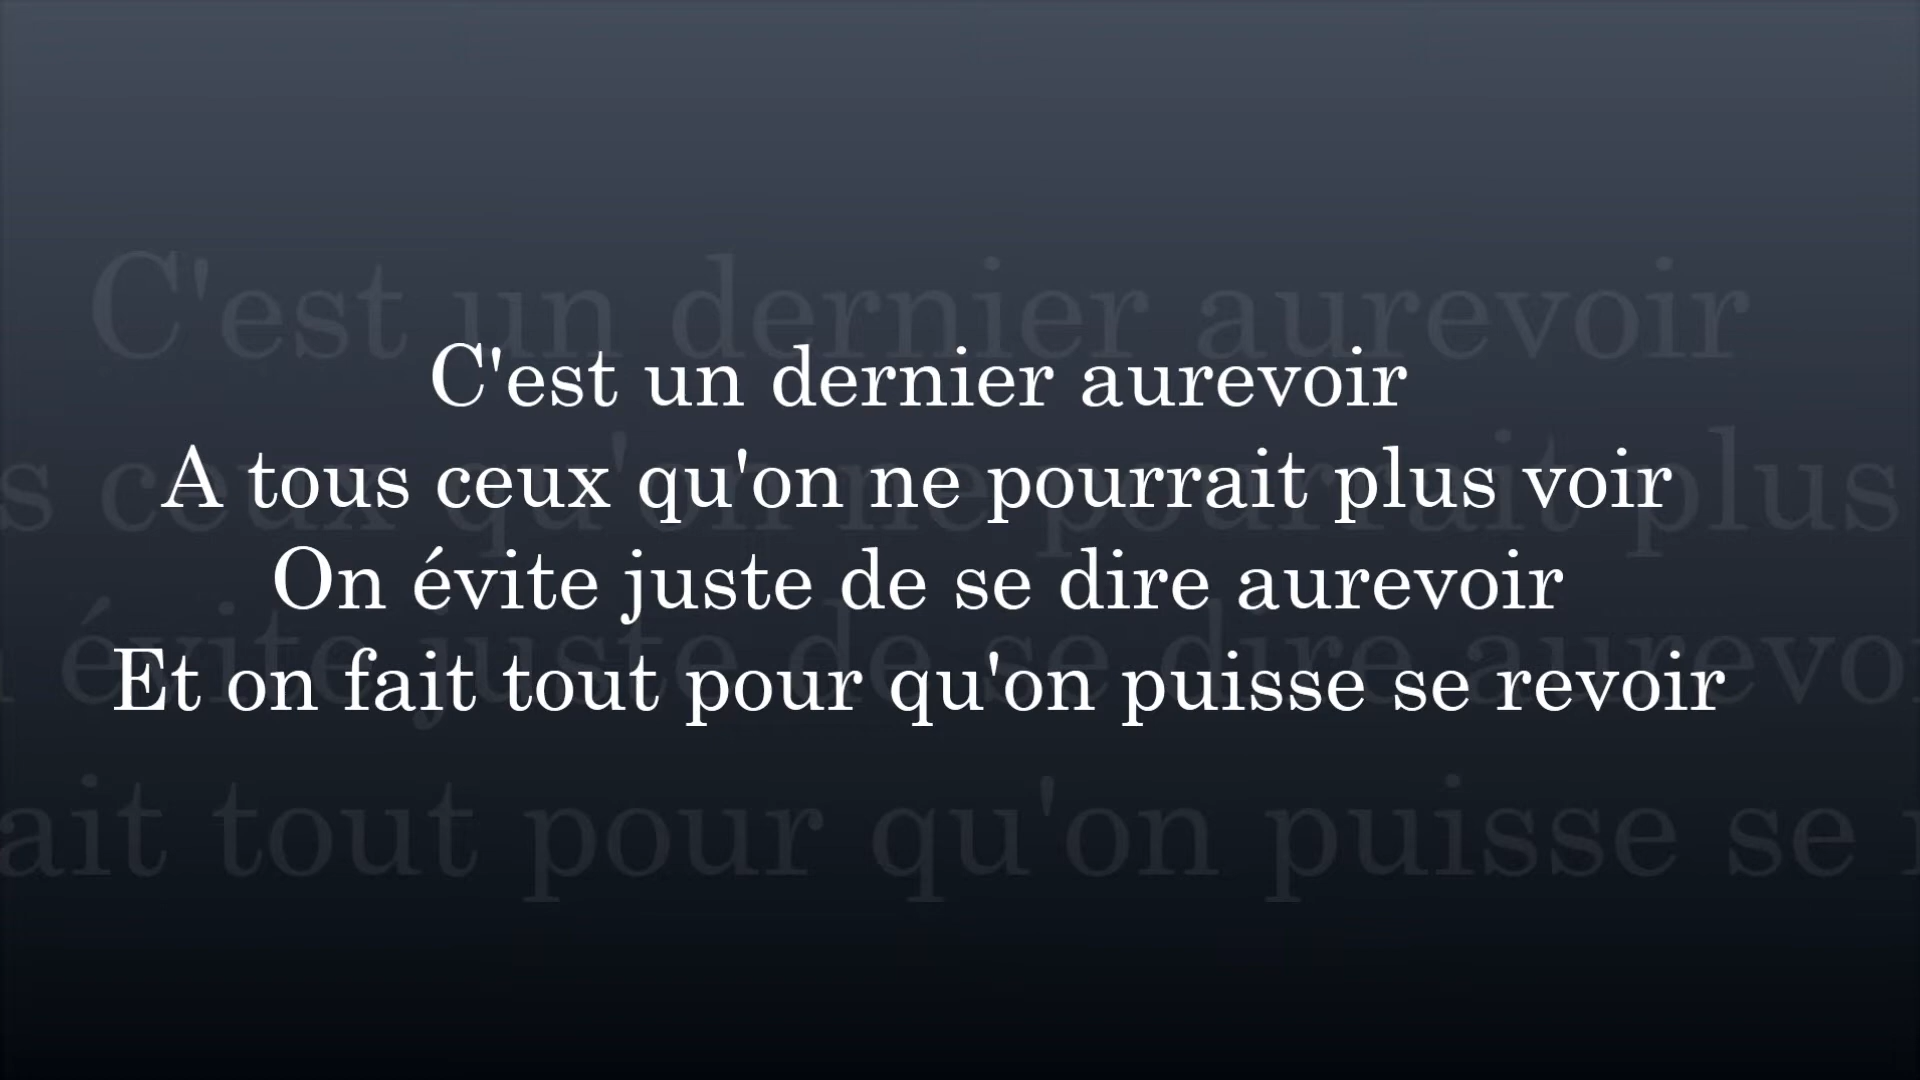 C'est un dernier aurevoir
A tous ceux qu'on ne pourrait plus voir
On évite juste de se dire aurevoir
Et on fait tout pour qu'on puisse se revoir